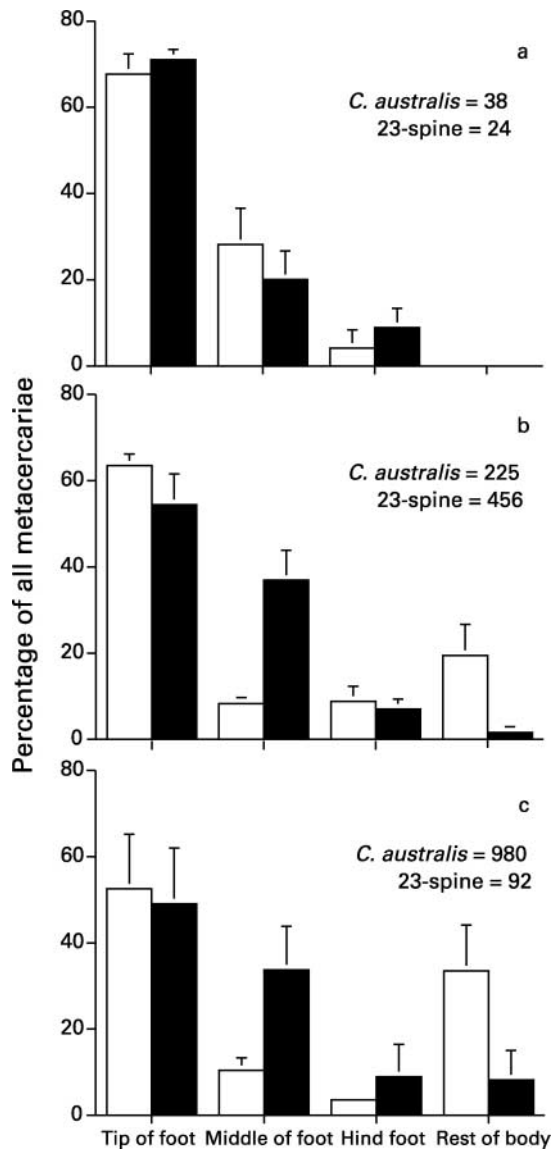 80
60
40
20
0
a
C. australis = 38
23-spine = 24
80
60
40
20
0
b
C. australis = 225
23-spine = 456
80
60
40
20
0
c
C. australis = 980
23-spine = 92
Percentage of all metacercariae
Tip of foot Middle of foot Hind foot Rest of body